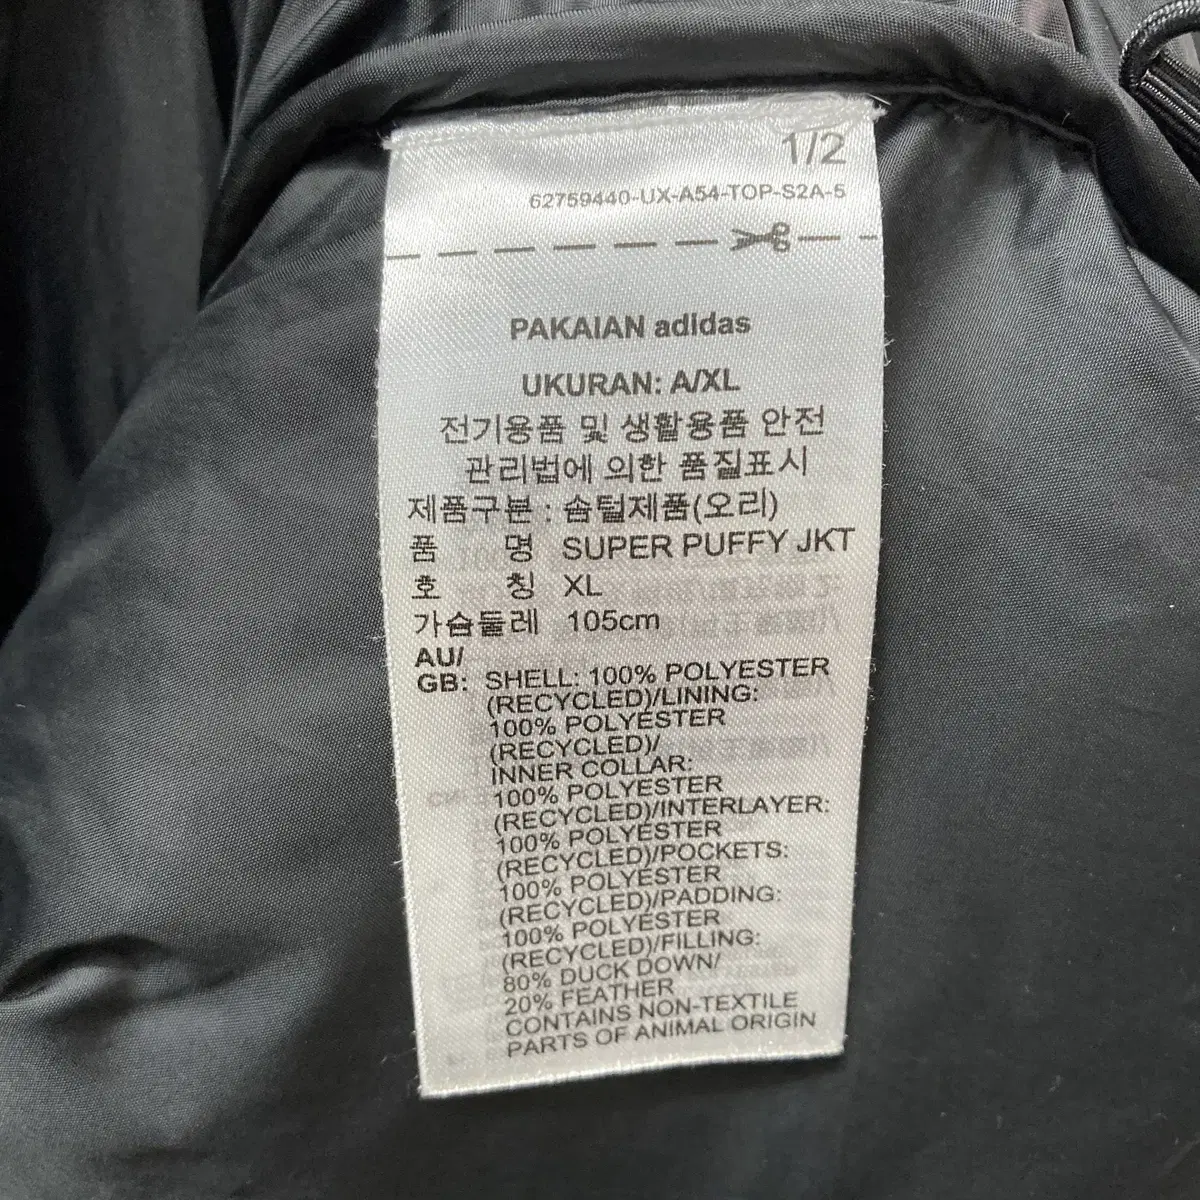 1/2
62759440-UX-A54-TOP-S2A-5
PAKAIAN adidas
UKURAN: A/XL
전기용품 및 생활용품 안전
관리법에 의한 품질표시
제품구분 : 솜털제품(오리)
품 명 SUPER PUFFY JKT
호 칭 XL
가슴둘레 105cm
AU/
GB: SHELL: 100% POLYESTER
(RECYCLED)/LINING:
100% POLYESTER
(RECYCLED)/
INNER COLLAR:
100% POLYESTER
(RECYCLED)/INTERLAYER:
100% POLYESTER
(RECYCLED)/POCKETS:
100% POLYESTER
(RECYCLED)/PADDING:
100% POLYESTER
(RECYCLED)/FILLING:
80% DUCK DOWN/
20% FEATHER
CONTAINS NON-TEXTILE
PARTS OF ANIMAL ORIGIN